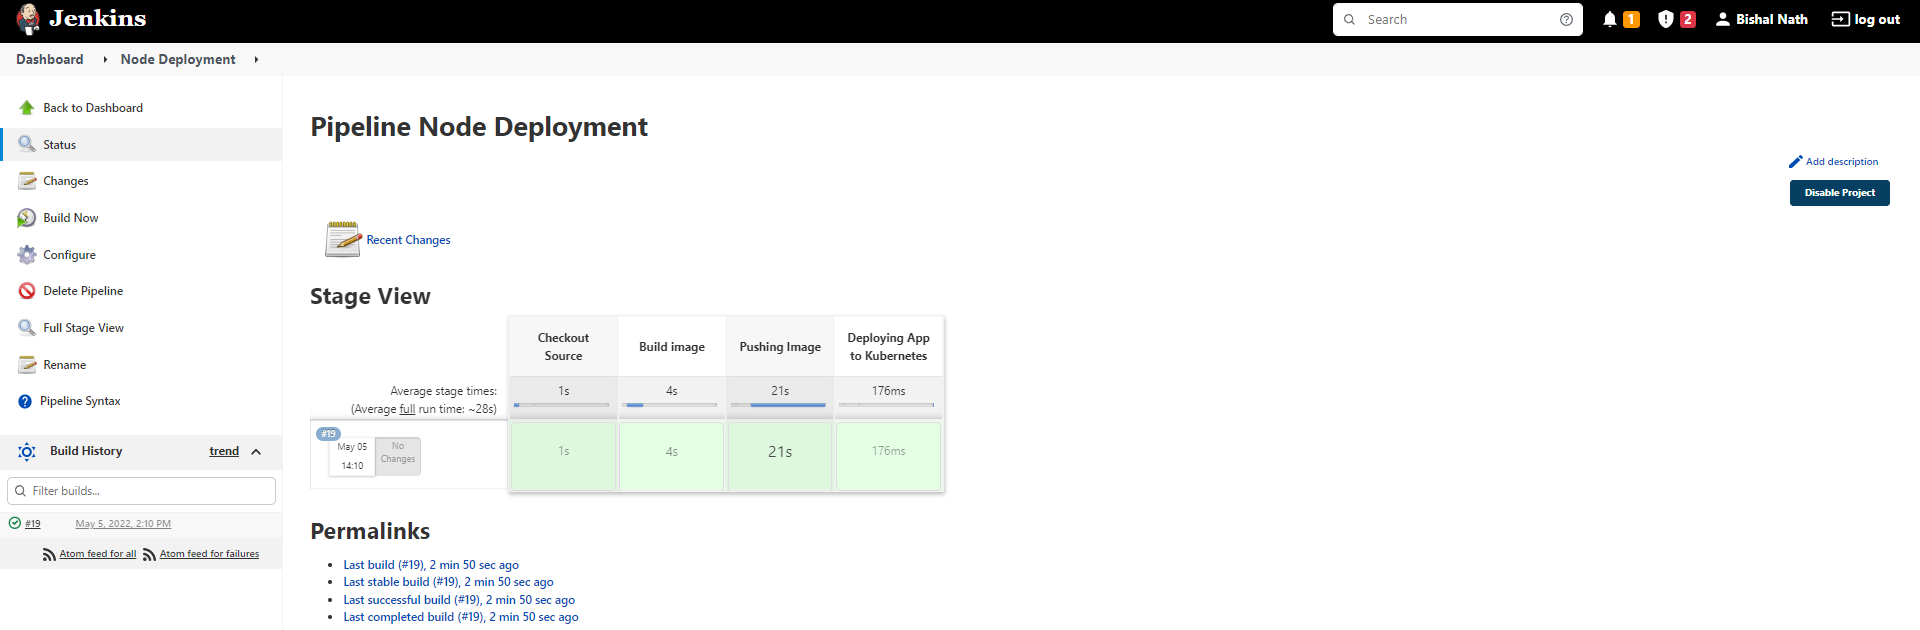 Jenkins
Search
1
2
Bishal Nath
log out
Dashboard
Node Deployment
Back to Dashboard
Status
Changes
Build Now
Configure
Delete Pipeline
Full Stage View
Rename
Pipeline Syntax
Build History
trend
Filter builds...
#19
May 5, 2022, 2:10 PM
Atom feed for all
Atom feed for failures
Pipeline Node Deployment
Add description
Disable Project
Recent Changes
Stage View
Checkout
Source
Build image
Pushing Image
Deploying App
to Kubernetes
Average stage times:
(Average full run time: ~28s)
1s
4s
21s
176ms
#19
May 05
14:10
No
Changes
1s
4s
21s
176ms
Permalinks
Last build (#19), 2 min 50 sec ago
Last stable build (#19), 2 min 50 sec ago
Last successful build (#19), 2 min 50 sec ago
Last completed build (#19), 2 min 50 sec ago